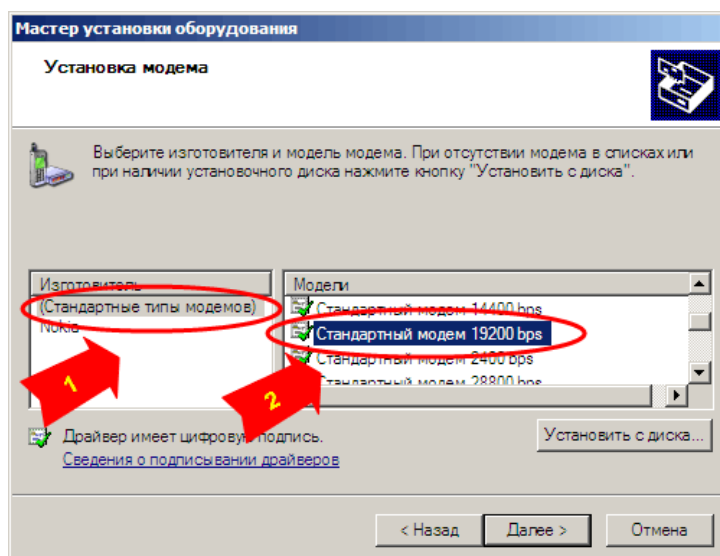 Мастер установки оборудования
Установка модема
Выберите изготовителя и модель модема. При отсутствии модема в списках или
при наличии установочного диска нажмите кнопку "Установить с диска".
Изготовитель
(Стандартные типы модемов)
Nokia
Модели
Стандартный модем 14400 bps
Стандартный модем 19200 bps
Стандартный модем 2400 bps
Стандартный модем 28800 bps
1
2
Драйвер имеет цифровую подпись.
Сведения о подписывании драйверов
Установить с диска...
< Назад
Далее >
Отмена